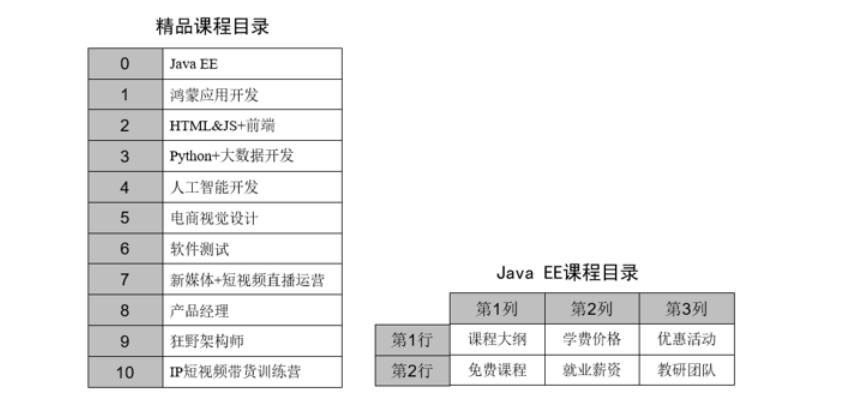 精品课程目录
0 Java EE
1 鸿蒙应用开发
2 HTML&JS+前端
3 Python+大数据开发
4 人工智能开发
5 电商视觉设计
6 软件测试
7 新媒体+短视频直播运营
8 产品经理
9 狂野架构师
10 IP短视频带货训练营
Java EE课程目录
第1列 第2列 第3列
第1行 课程大纲 学费价格 优惠活动
第2行 免费课程 就业薪资 教研团队